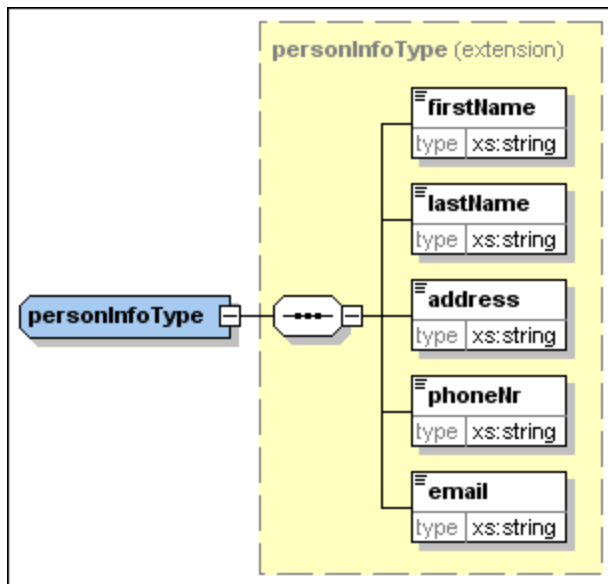 personInfoType (extension)
firstName
type xs:string
lastName
type xs:string
address
type xs:string
personInfoType
phoneNr
type xs:string
email
type xs:string